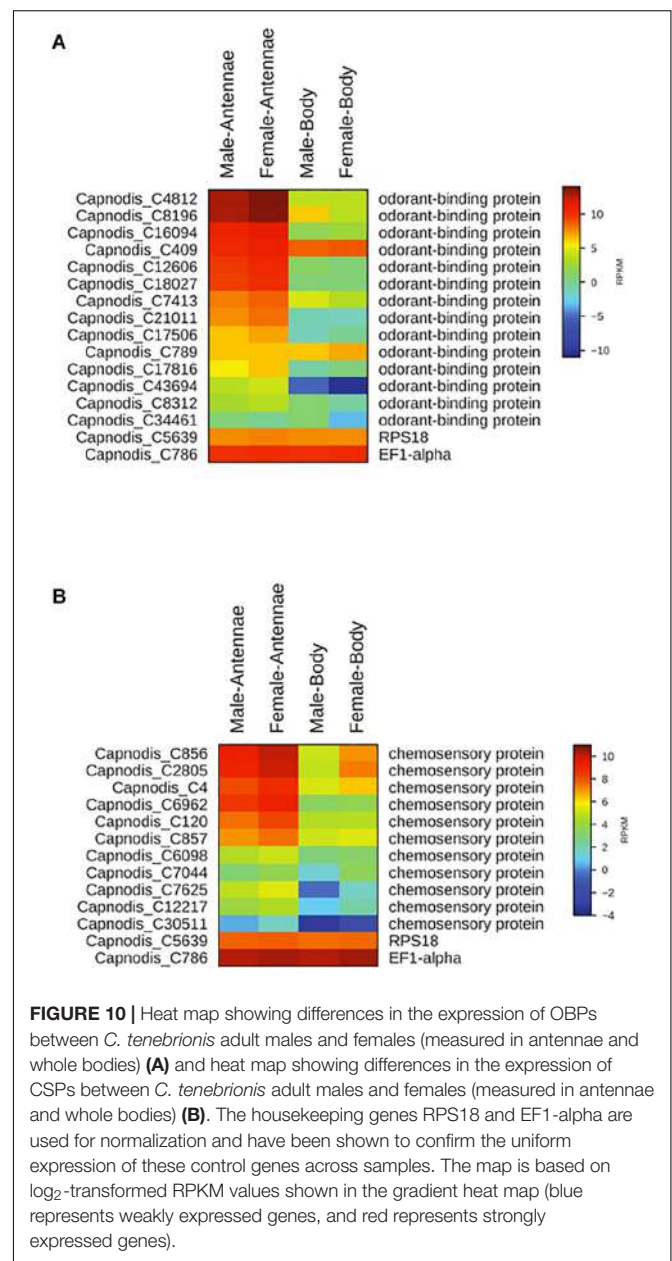 A
Male-Antennae
Female-Antennae
Male-Body
Female-Body
Capnodis_C4812 odorant-binding protein
Capnodis_C8196 odorant-binding protein
Capnodis_C16094 odorant-binding protein
Capnodis_C409 odorant-binding protein
Capnodis_C12606 odorant-binding protein
Capnodis_C18027 odorant-binding protein
Capnodis_C7413 odorant-binding protein
Capnodis_C21011 odorant-binding protein
Capnodis_C17506 odorant-binding protein
Capnodis_C789 odorant-binding protein
Capnodis_C17816 odorant-binding protein
Capnodis_C43694 odorant-binding protein
Capnodis_C8312 odorant-binding protein
Capnodis_C34461 odorant-binding protein
Capnodis_C5639 RPS18
Capnodis_C786 EF1-alpha
10
5
0
−5
−10
RPKM
B
Male-Antennae
Female-Antennae
Male-Body
Female-Body
Capnodis_C856 chemosensory protein
Capnodis_C2805 chemosensory protein
Capnodis_C4 chemosensory protein
Capnodis_C6962 chemosensory protein
Capnodis_C120 chemosensory protein
Capnodis_C857 chemosensory protein
Capnodis_C6098 chemosensory protein
Capnodis_C7044 chemosensory protein
Capnodis_C7625 chemosensory protein
Capnodis_C12217 chemosensory protein
Capnodis_C30511 chemosensory protein
Capnodis_C5639 RPS18
Capnodis_C786 EF1-alpha
10
8
6
4
2
0
−2
−4
RPKM
FIGURE 10 | Heat map showing differences in the expression of OBPs
between C. tenebrionis adult males and females (measured in antennae and
whole bodies) (A) and heat map showing differences in the expression of
CSPs between C. tenebrionis adult males and females (measured in antennae
and whole bodies) (B). The housekeeping genes RPS18 and EF1-alpha are
used for normalization and have been shown to confirm the uniform
expression of these control genes across samples. The map is based on
log₂-transformed RPKM values shown in the gradient heat map (blue
represents weakly expressed genes, and red represents strongly
expressed genes).